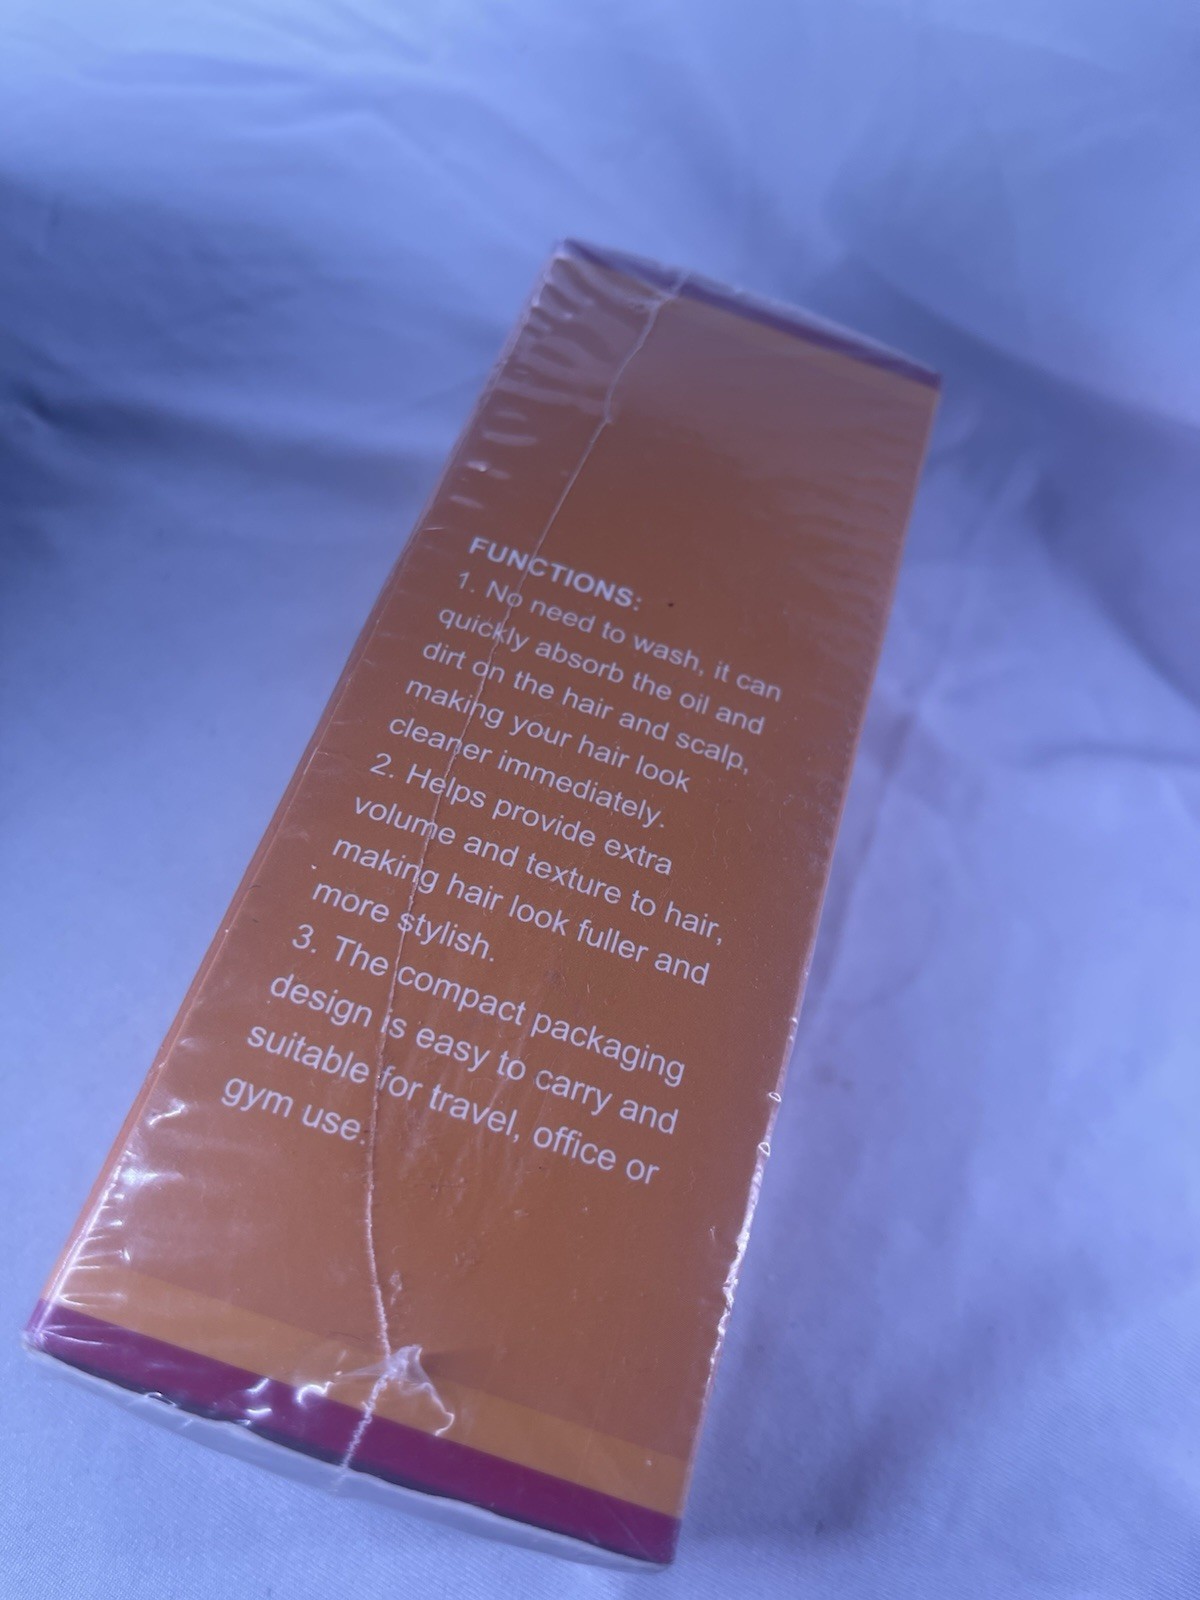 FUNCTIONS:
1. No need to wash, it can
quickly absorb the oil and
dirt on the hair and scalp,
making your hair look
cleaner immediately.
2. Helps provide extra
volume and texture to hair,
making hair look fuller and
more stylish.
3. The compact packaging
design is easy to carry and
suitable for travel, office or
gym use.